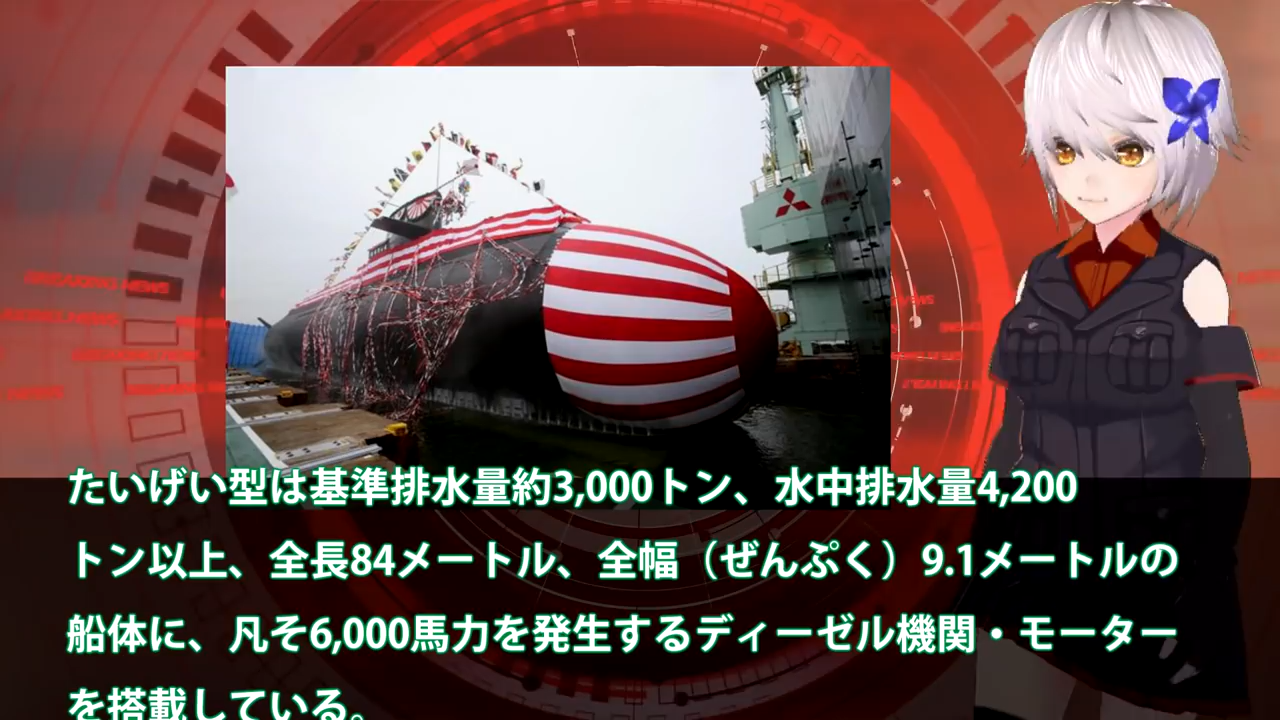 BREAKING NEWS
たいげい型は基準排水量約3,000トン、水中排水量4,200
トン以上、全長84メートル、全幅（ぜんぷく）9.1メートルの
船体に、凡そ6,000馬力を発生するディーゼル機関・モーター
を搭載している。